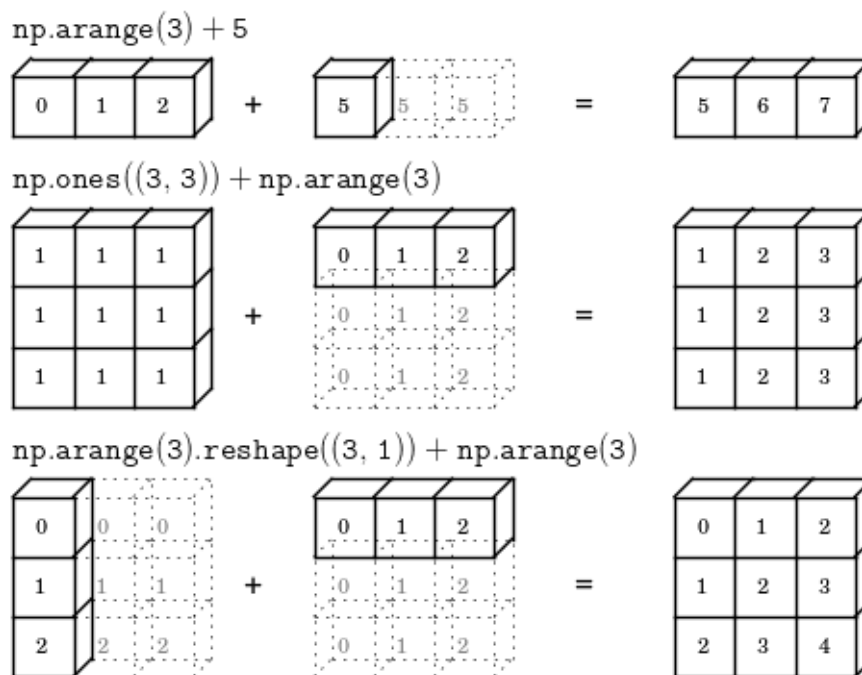 np.arange(3) + 5
0 1 2 + 5 5 5 = 5 6 7
np.ones((3, 3)) + np.arange(3)
1 1 1 0 1 2 1 2 3
1 1 1 + 0 1 2 = 1 2 3
1 1 1 0 1 2 1 2 3
np.arange(3).reshape((3, 1)) + np.arange(3)
0 0 0 0 1 2 0 1 2
1 1 1 + 0 1 2 = 1 2 3
2 2 2 0 1 2 2 3 4